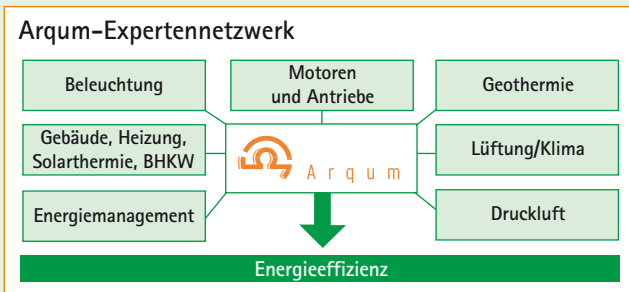 Arqum-Expertennetzwerk
Beleuchtung
Motoren
und Antriebe
Geothermie
Gebäude, Heizung,
Solarthermie, BHKW
Arqum
Lüftung/Klima
Energiemanagement
Druckluft
Energieeffizienz